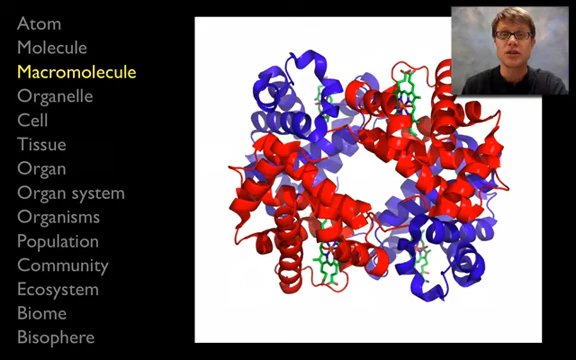 Atom
Molecule
Macromolecule
Organelle
Cell
Tissue
Organ
Organ system
Organisms
Population
Community
Ecosystem
Biome
Bisophere